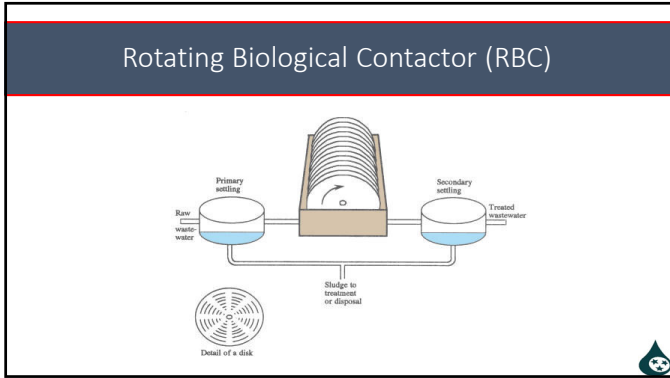 Rotating Biological Contactor (RBC)
Primary
settling
Secondary
settling
Raw
waste-
water
Treated
wastewater
Sludge to
treatment
or disposal
Detail of a disk